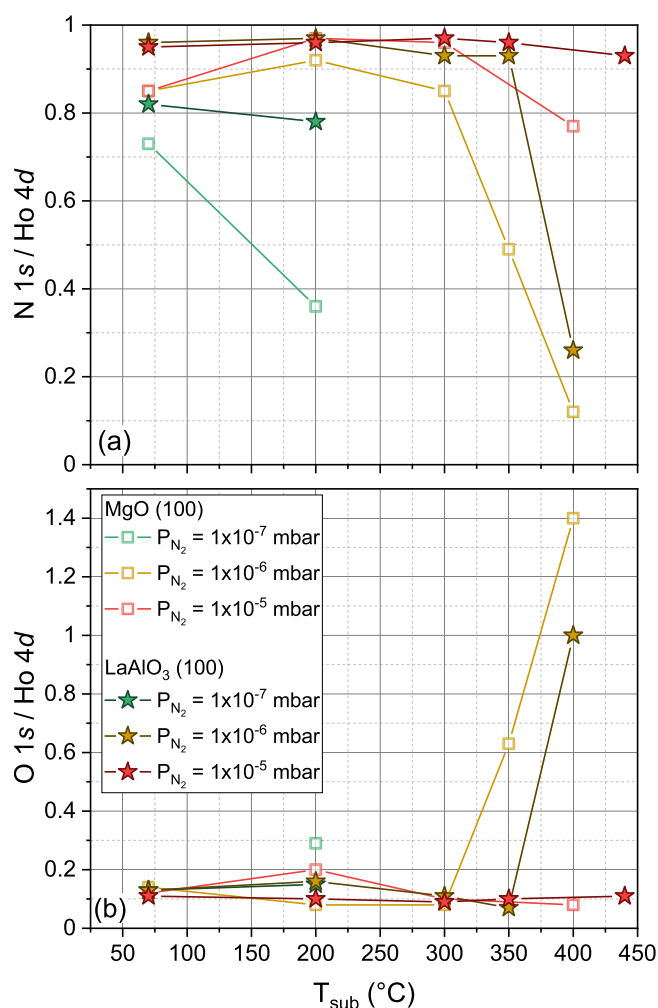 1
0.8
0.6
0.4
0.2
0
N 1s / Ho 4d
(a)
1.4
1.2
1
0.8
0.6
0.4
0.2
0
O 1s / Ho 4d
MgO (100)
P_N₂ = 1x10⁻⁷ mbar
P_N₂ = 1x10⁻⁶ mbar
P_N₂ = 1x10⁻⁵ mbar
LaAlO₃ (100)
P_N₂ = 1x10⁻⁷ mbar
P_N₂ = 1x10⁻⁶ mbar
P_N₂ = 1x10⁻⁵ mbar
(b)
50 100 150 200 250 300 350 400
T_sub (°C)